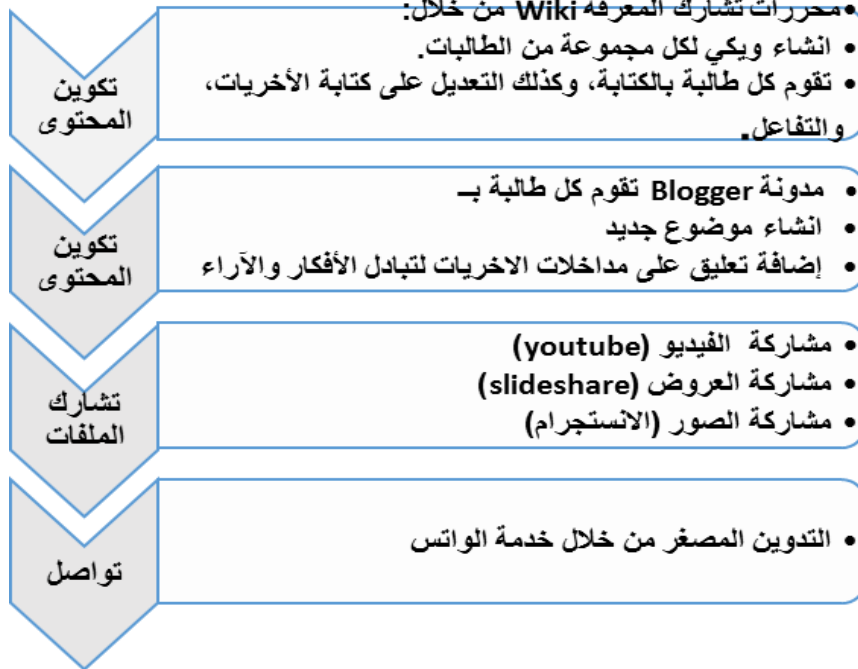 •محررات تشارك المعرفة Wiki من خلال:
• انشاء ويكي لكل مجموعة من الطالبات.
• تقوم كل طالبة بالكتابة، وكذلك التعديل على كتابة الأخريات،
والتفاعل.
تكوين
المحتوى
• مدونة Blogger تقوم كل طالبة بــ
• انشاء موضوع جديد
• إضافة تعليق على مداخلات الاخريات لتبادل الأفكار والآراء
تكوين
المحتوى
• مشاركة الفيديو (youtube)
• مشاركة العروض (slideshare)
• مشاركة الصور (الانستجرام)
تشارك
الملفات
• التدوين المصغر من خلال خدمة الواتس
تواصل